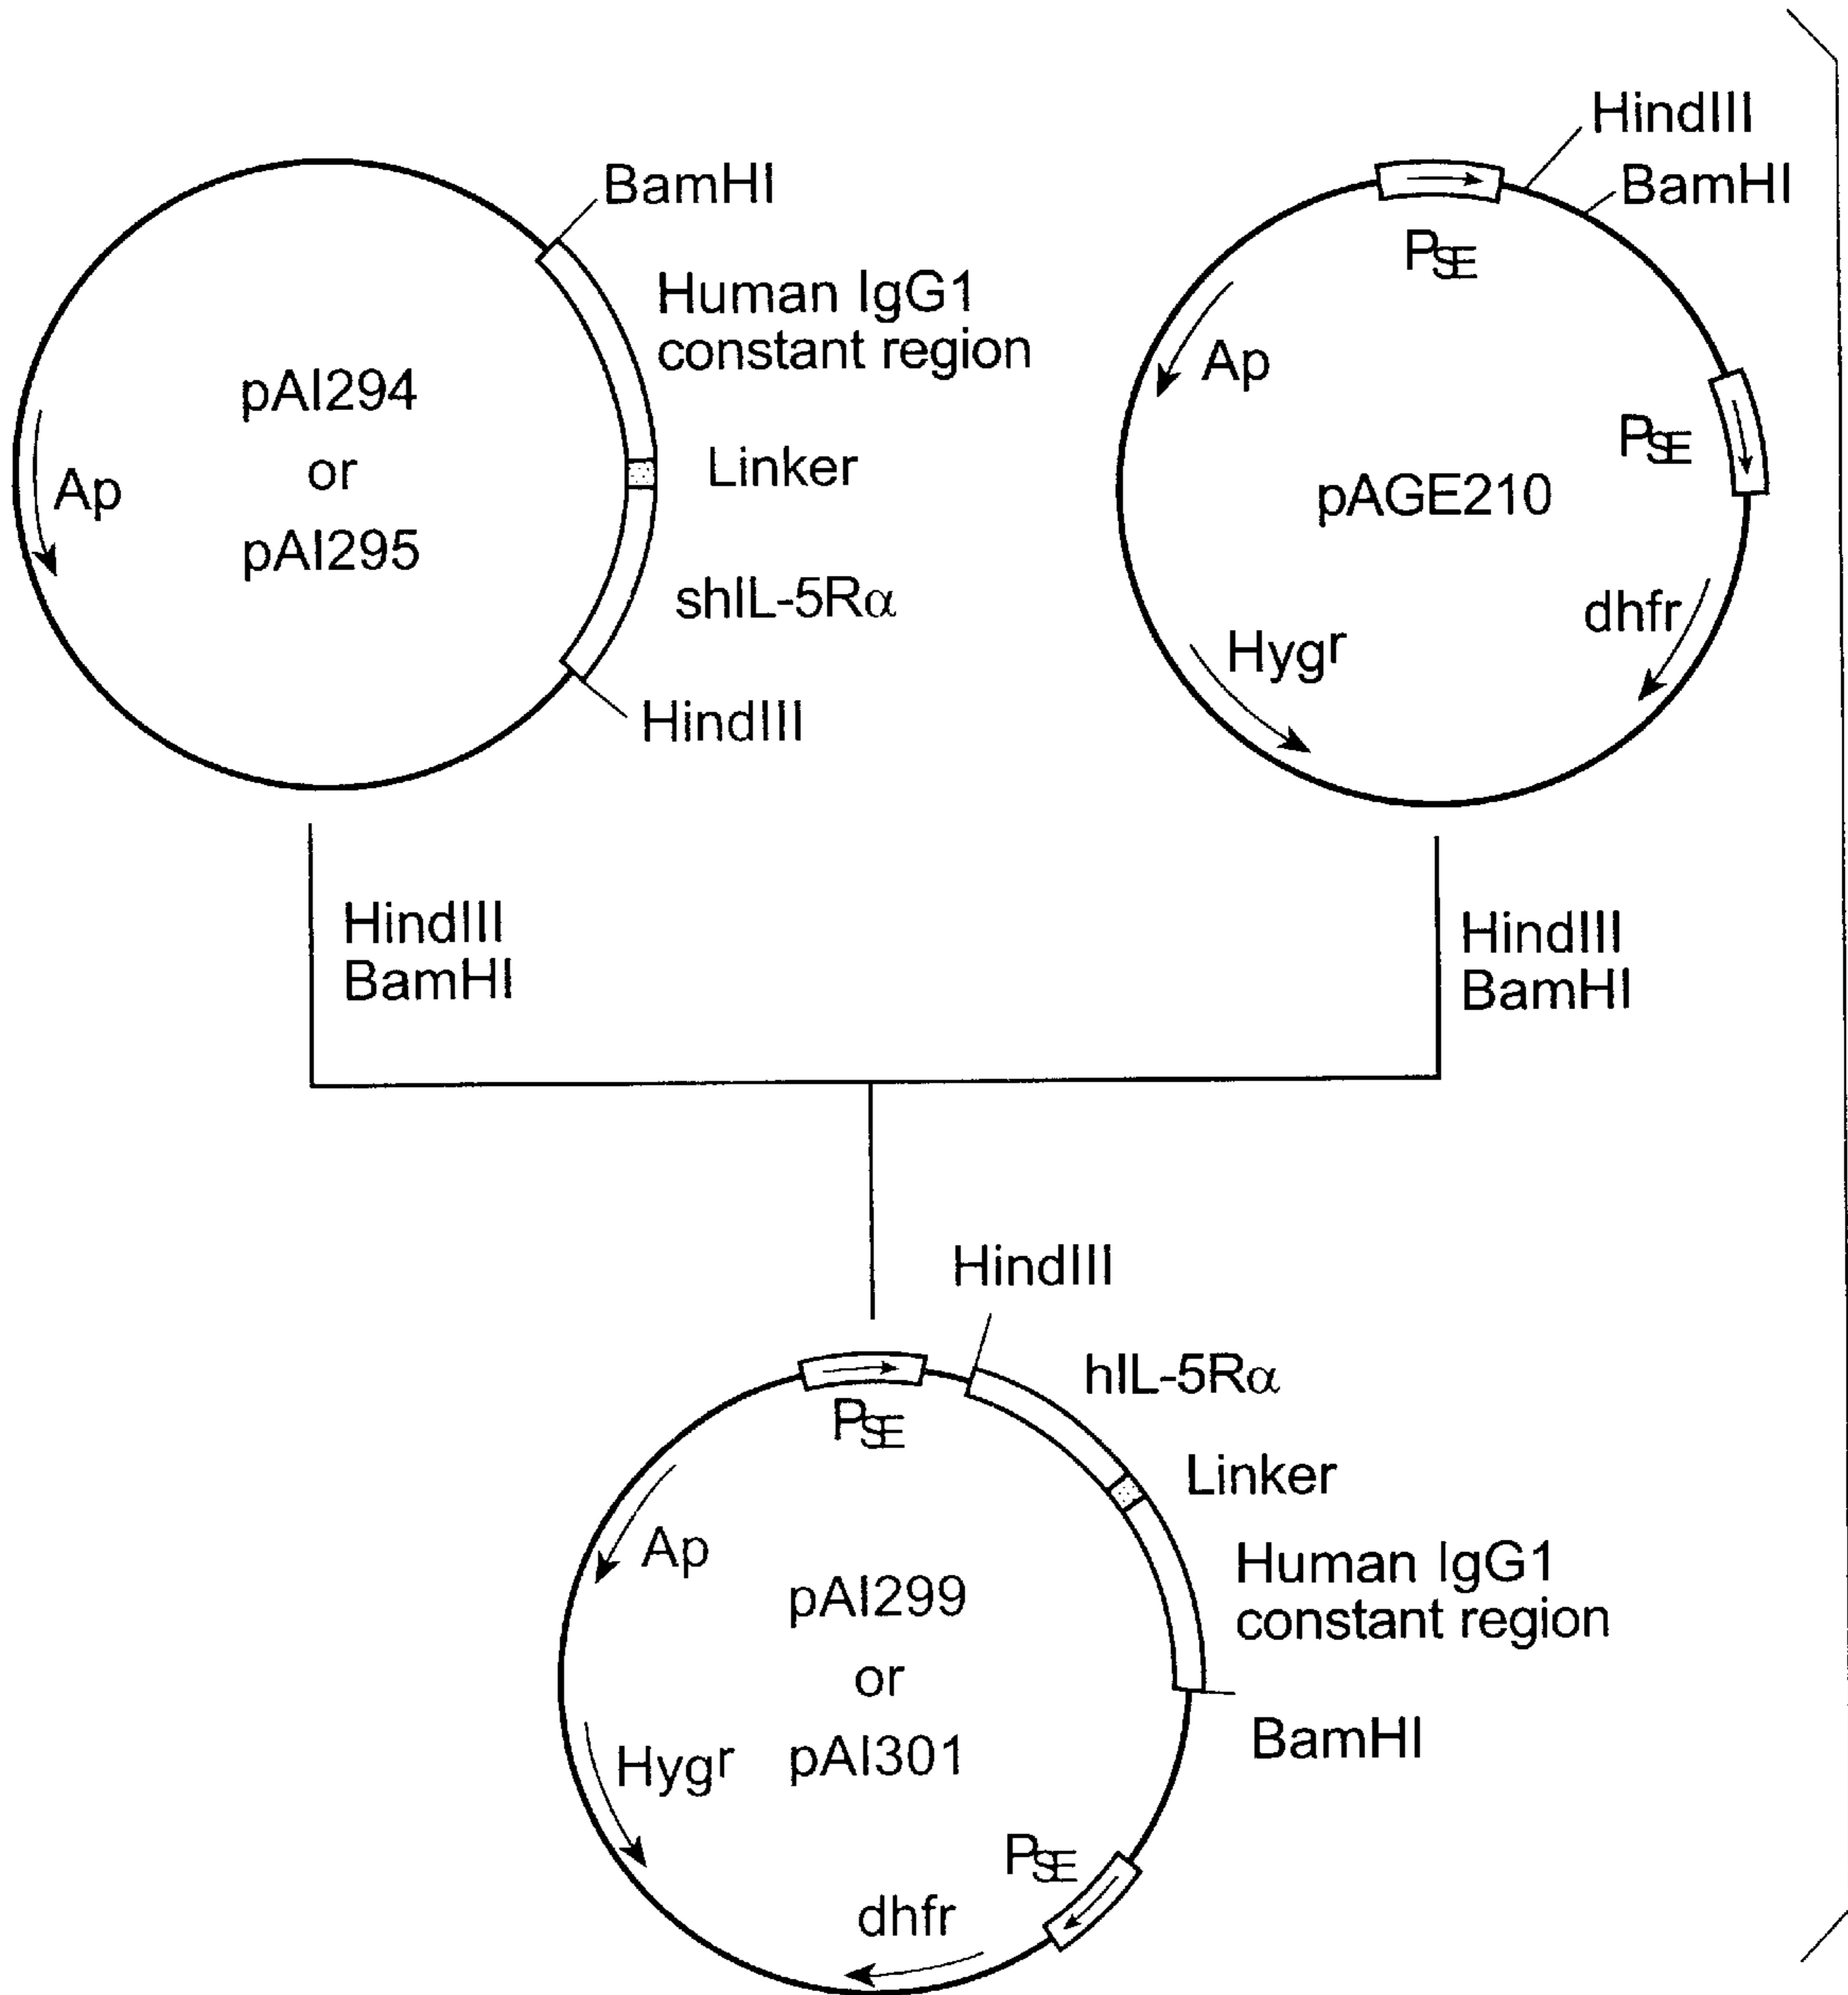 BamHI
Human IgG1
constant region
pAI294
or
pAI295
Ap
Linker
shIL-5Rα
HindIII
HindIII
BamHI
PSE
Ap
PSE
pAGE210
dhfr
Hygr
HindIII
BamHI
HindIII
BamHI
HindIII
hIL-5Rα
PSE
Linker
Ap
Human IgG1
constant region
pAI299
or
pAI301
BamHI
Hygr
PSE
dhfr